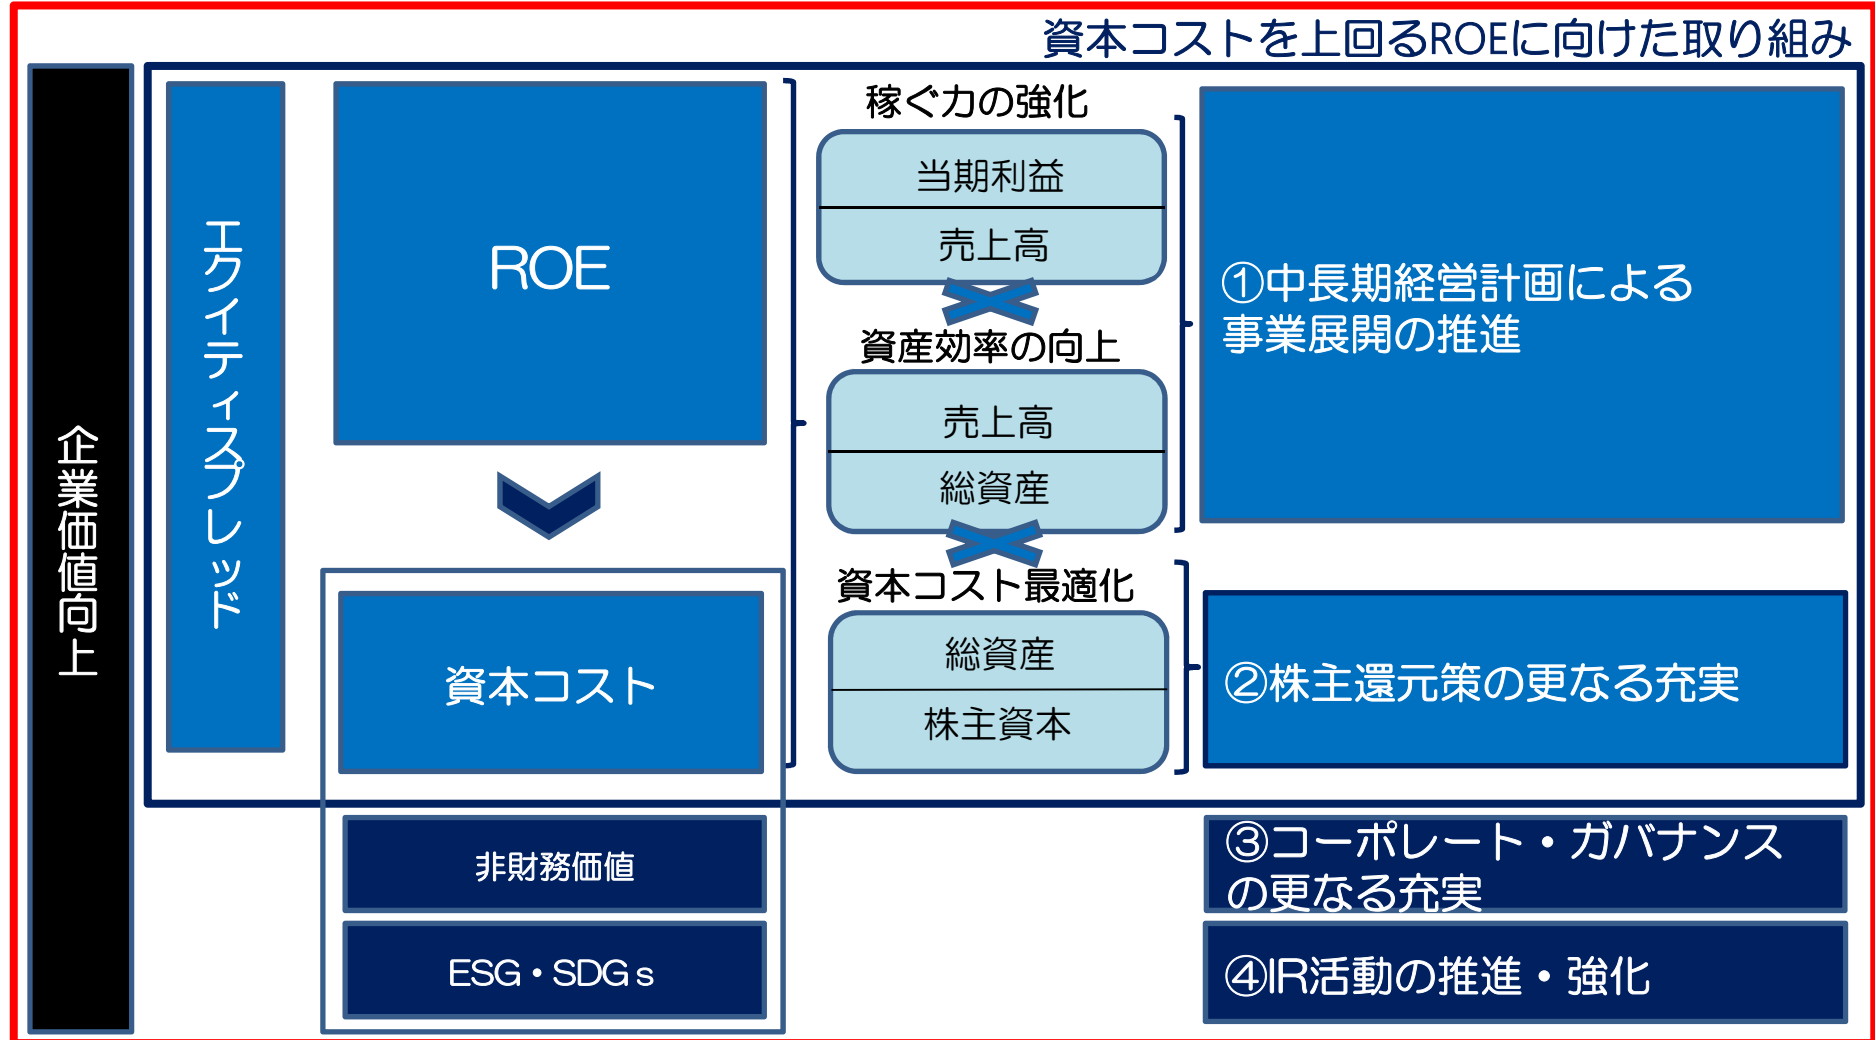 資本コストを上回るROEに向けた取り組み
企業価値向上
エクイティスプレッド
ROE
資本コスト
非財務価値
ESG・SDGs
稼ぐ力の強化
当期利益
売上高
資産効率の向上
売上高
総資産
資本コスト最適化
総資産
株主資本
①中長期経営計画による
事業展開の推進
②株主還元策の更なる充実
③コーポレート・ガバナンス
の更なる充実
④IR活動の推進・強化